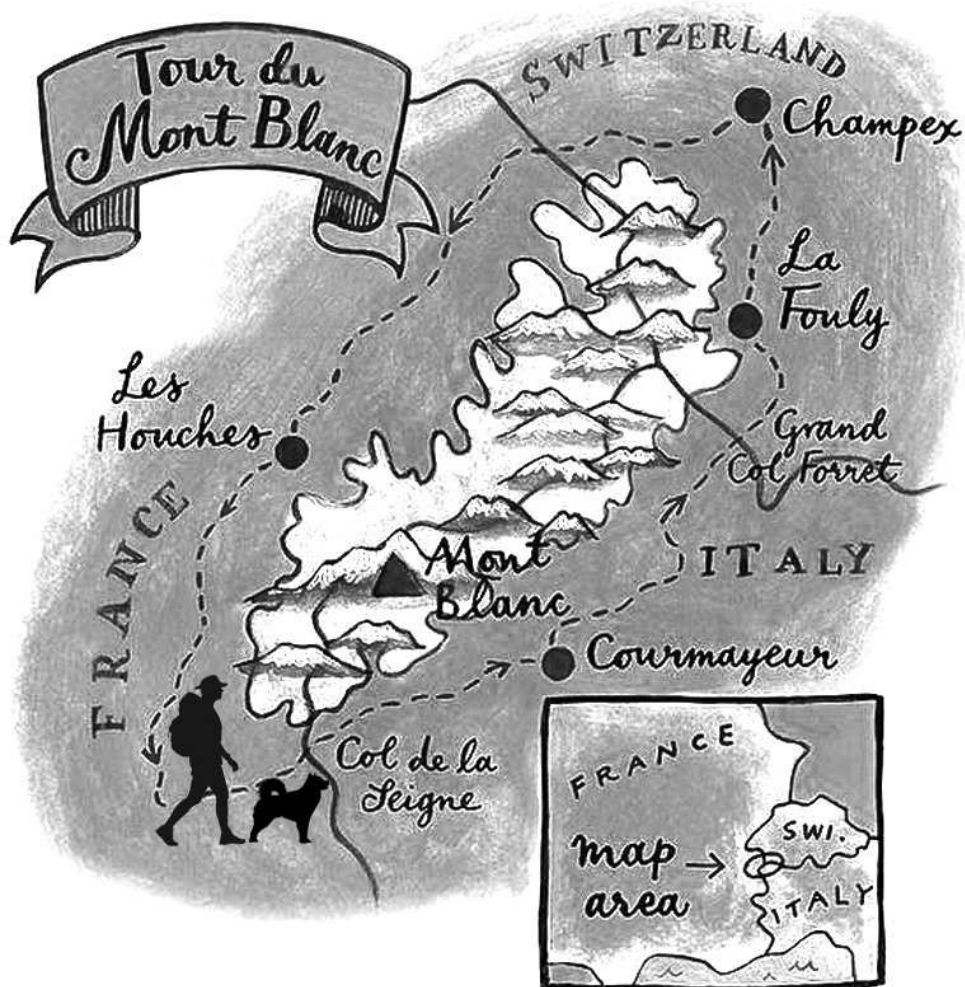 Tour du
Mont Blanc
SWITZERLAND
Champex
La
Fouly
Les
Houches
Grand
Col Forret
FRANCE
Mont
Blanc
ITALY
Courmayeur
Col de la
Seigne
FRANCE
SWI.
map
area
ITALY